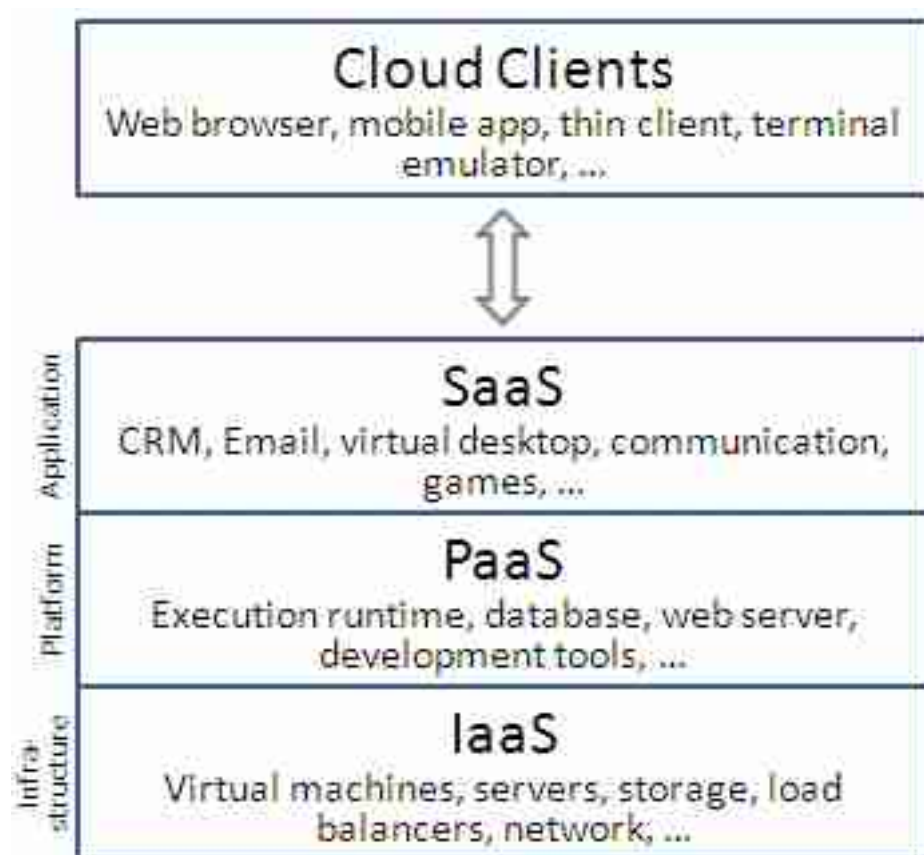 Cloud Clients
Web browser, mobile app, thin client, terminal
emulator, ...
Application
SaaS
CRM, Email, virtual desktop, communication,
games, ...
Platform
PaaS
Execution runtime, database, web server,
development tools, ...
Infra-
structure
IaaS
Virtual machines, servers, storage, load
balancers, network, ...